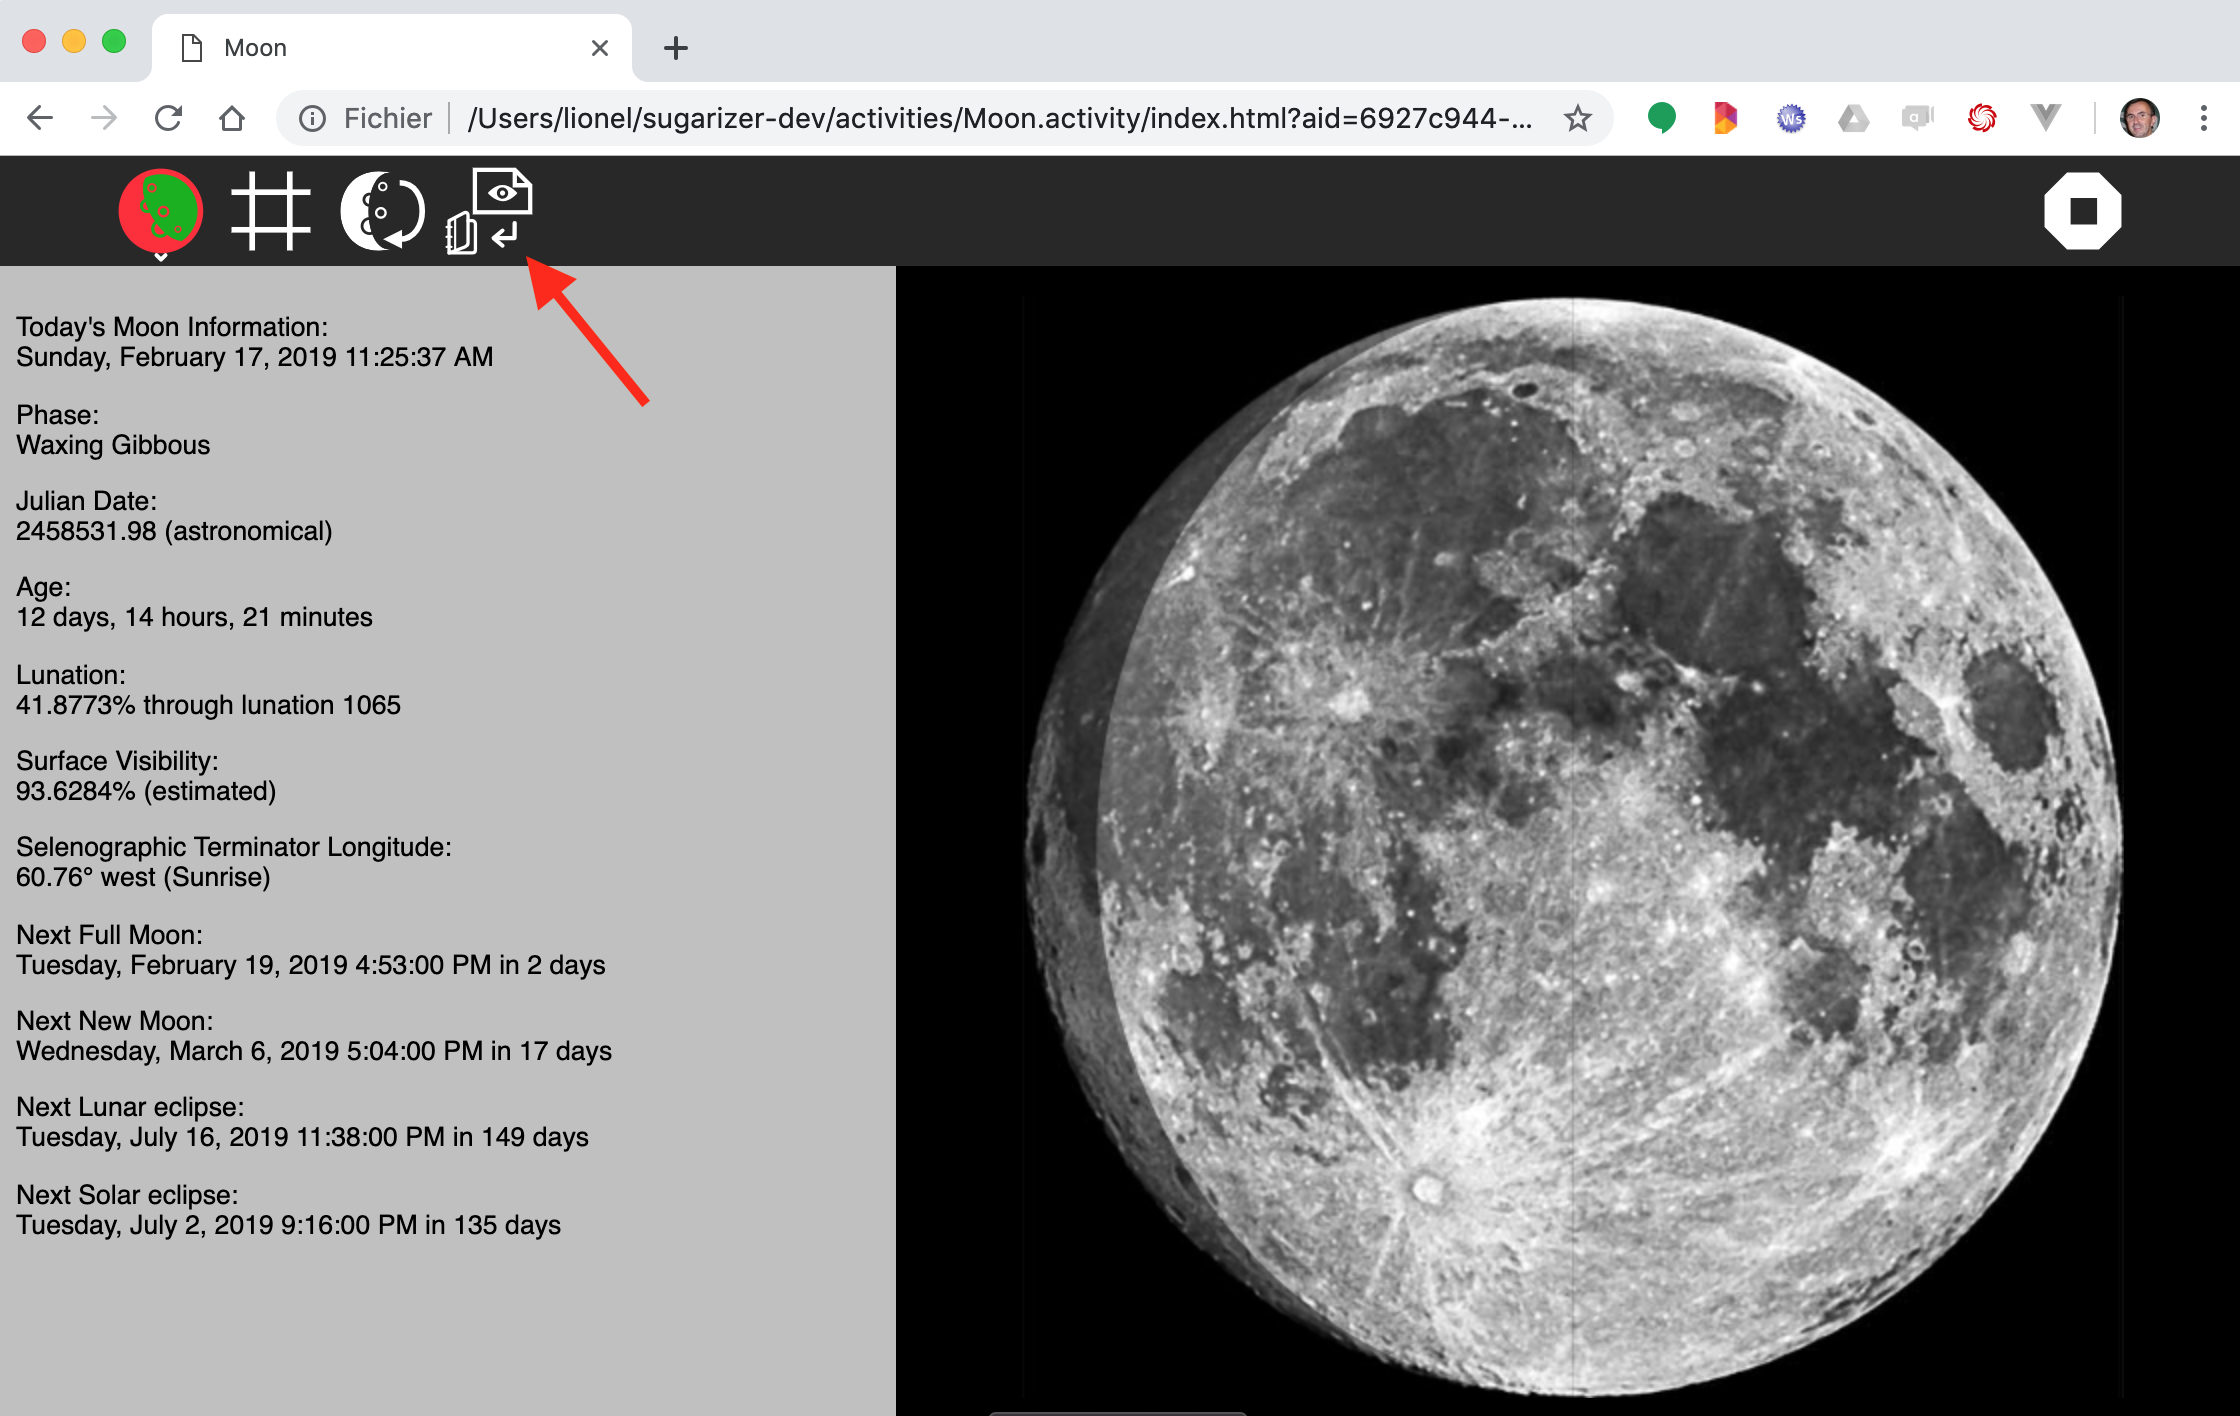 Moon
Fichier
/Users/lionel/sugarizer-dev/activities/Moon.activity/index.html?aid=6927c944-...
Ws
a
Today's Moon Information:
Sunday, February 17, 2019 11:25:37 AM
Phase:
Waxing Gibbous
Julian Date:
2458531.98 (astronomical)
Age:
12 days, 14 hours, 21 minutes
Lunation:
41.8773% through lunation 1065
Surface Visibility:
93.6284% (estimated)
Selenographic Terminator Longitude:
60.76° west (Sunrise)
Next Full Moon:
Tuesday, February 19, 2019 4:53:00 PM in 2 days
Next New Moon:
Wednesday, March 6, 2019 5:04:00 PM in 17 days
Next Lunar eclipse:
Tuesday, July 16, 2019 11:38:00 PM in 149 days
Next Solar eclipse:
Tuesday, July 2, 2019 9:16:00 PM in 135 days